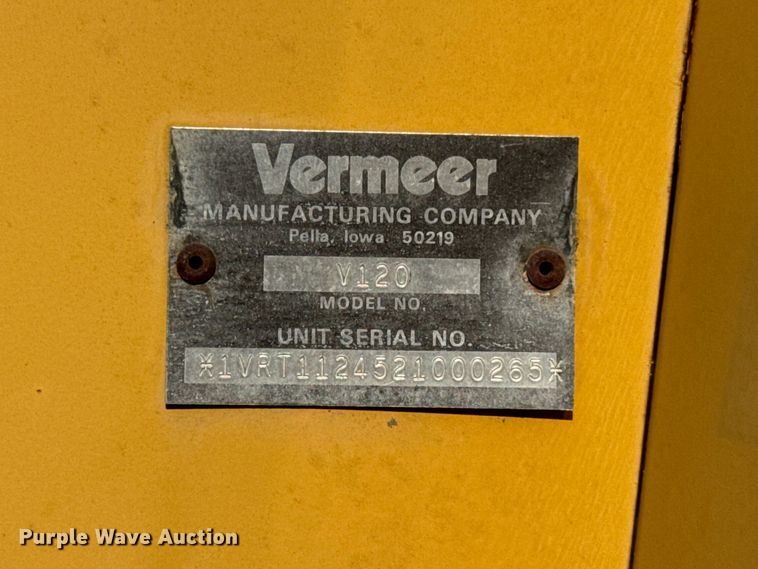 Vermeer
MANUFACTURING COMPANY
Pella, Iowa 50219
V120
MODEL NO.
UNIT SERIAL NO.
*1VRT1124521000265*
Purple Wave Auction